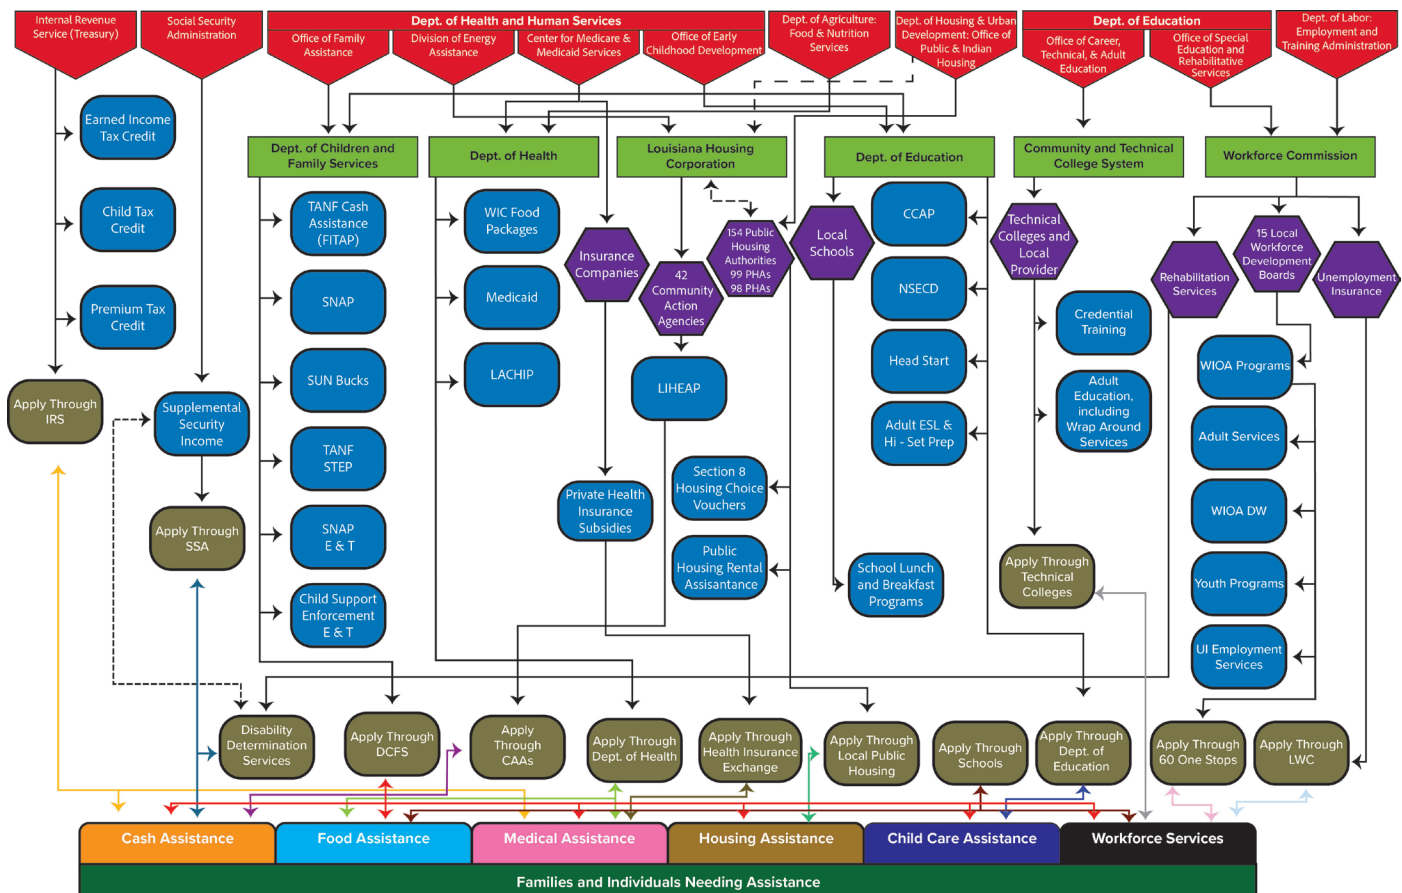 Internal Revenue
Service (Treasury)
Social Security
Administration
Dept. of Health and Human Services
Office of Family
Assistance
Division of Energy
Assistance
Center for Medicare &
Medicaid Services
Office of Early
Childhood Development
Dept. of Agriculture:
Food & Nutrition
Services
Dept. of Housing & Urban
Development: Office of
Public & Indian
Housing
Dept. of Education
Office of Career,
Technical, & Adult
Education
Office of Special
Education and
Rehabilitative
Services
Dept. of Labor:
Employment and
Training Administration
Dept. of Children and
Family Services
Dept. of Health
Louisiana Housing
Corporation
Dept. of Education
Community and Technical
College System
Workforce Commission
Earned Income
Tax Credit
Child Tax
Credit
Premium Tax
Credit
Apply Through
IRS
Supplemental
Security
Income
Apply Through
SSA
TANF Cash
Assistance
(FITAP)
SNAP
SUN Bucks
TANF
STEP
SNAP
E & T
Child Support
Enforcement
E & T
WIC Food
Packages
Medicaid
LACHIP
Insurance
Companies
Private Health
Insurance
Subsidies
42
Community
Action
Agencies
LIHEAP
154 Public
Housing
Authorities
99 PHAs
98 PHAs
Section 8
Housing Choice
Vouchers
Public
Housing Rental
Assisantance
Local
Schools
School Lunch
and Breakfast
Programs
CCAP
NSECD
Head Start
Adult ESL &
Hi - Set Prep
Technical
Colleges and
Local
Provider
Credential
Training
Adult
Education,
including
Wrap Around
Services
Apply Through
Technical
Colleges
Rehabilitation
Services
15 Local
Workforce
Development
Boards
Unemployment
Insurance
WIOA Programs
Adult Services
WIOA DW
Youth Programs
UI Employment
Services
Disability
Determination
Services
Apply Through
DCFS
Apply
Through
CAAs
Apply Through
Dept. of Health
Apply Through
Health Insurance
Exchange
Apply Through
Local Public
Housing
Apply Through
Schools
Apply Through
Dept. of
Education
Apply Through
60 One Stops
Apply Through
LWC
Cash Assistance
Food Assistance
Medical Assistance
Housing Assistance
Child Care Assistance
Workforce Services
Families and Individuals Needing Assistance